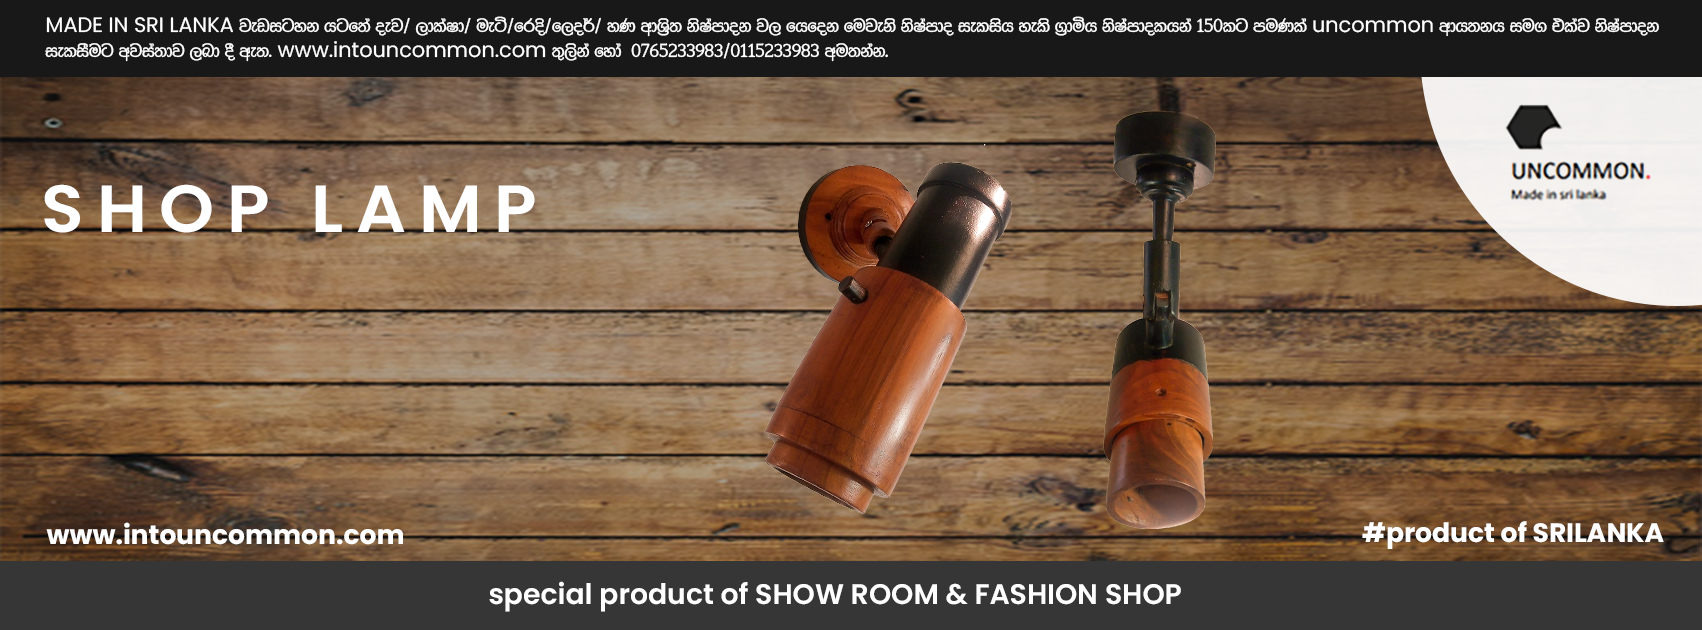 MADE IN SRI LANKA වැඩසටහන යටතේ දැව/ ලාක්ෂා/ මැටි/රෙදි/ලෙදර්/ හණ ආශ්‍රිත නිෂ්පාදන වල යෙදෙන මෙවැනි නිෂ්පාද සැකසිය හැකි ග්‍රාමිය නිෂ්පාදකයන් 150කට පමණක් uncommon ආයතනය සමග එක්ව නිෂ්පාදන
සැකසීමට අවස්තාව ලබා දී ඇත. www.intouncommon.com තුලින් හෝ 0765233983/0115233983 අමතන්න.
UNCOMMON.
Made in sri lanka
SHOP LAMP
www.intouncommon.com
#product of SRILANKA
special product of SHOW ROOM & FASHION SHOP